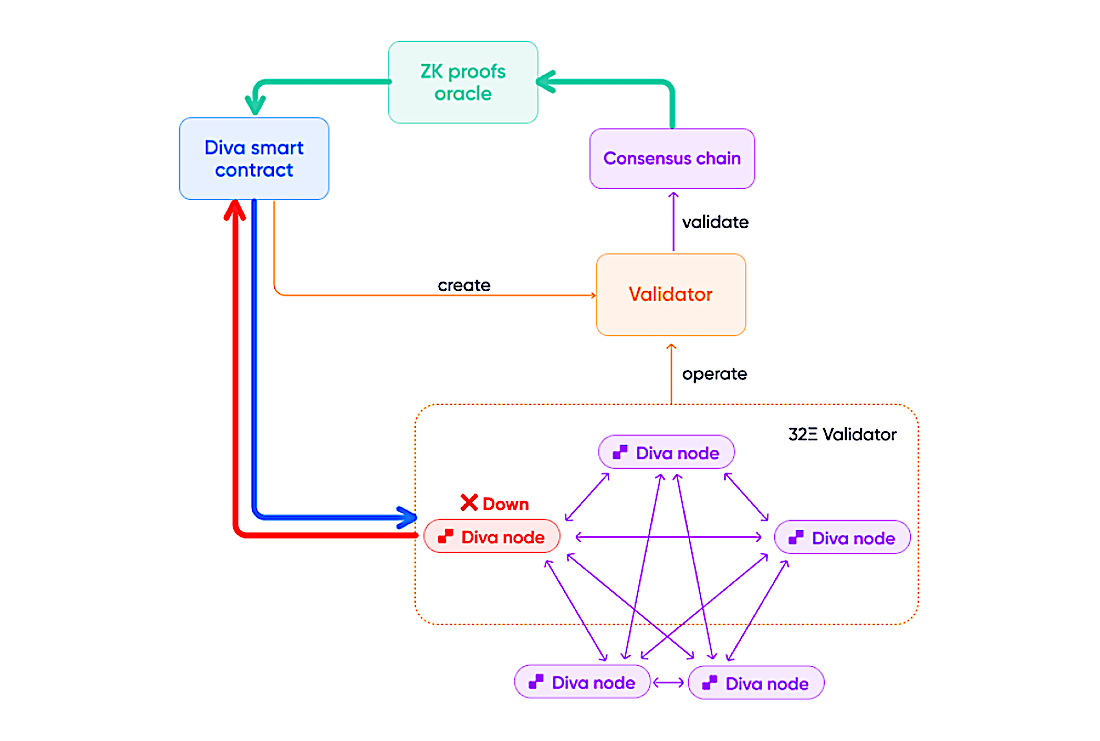 ZK proofs
oracle
Diva smart
contract
Consensus chain
validate
create
Validator
operate
32Ξ Validator
Diva node
❌ Down
Diva node
Diva node
Diva node
Diva node